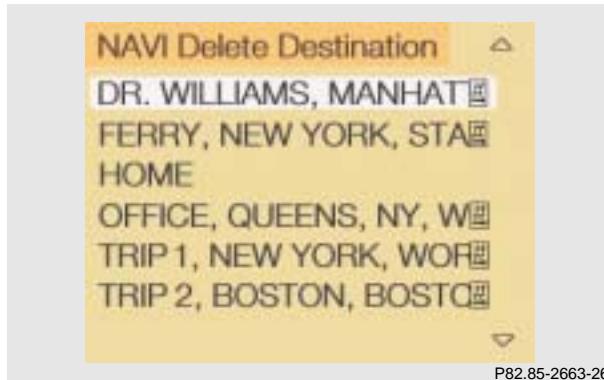 NAVI Delete Destination
DR. WILLIAMS, MANHAT
FERRY, NEW YORK, STA
HOME
OFFICE, QUEENS, NY, W
TRIP 1, NEW YORK, WOR
TRIP 2, BOSTON, BOSTO
P82.85-2663-26